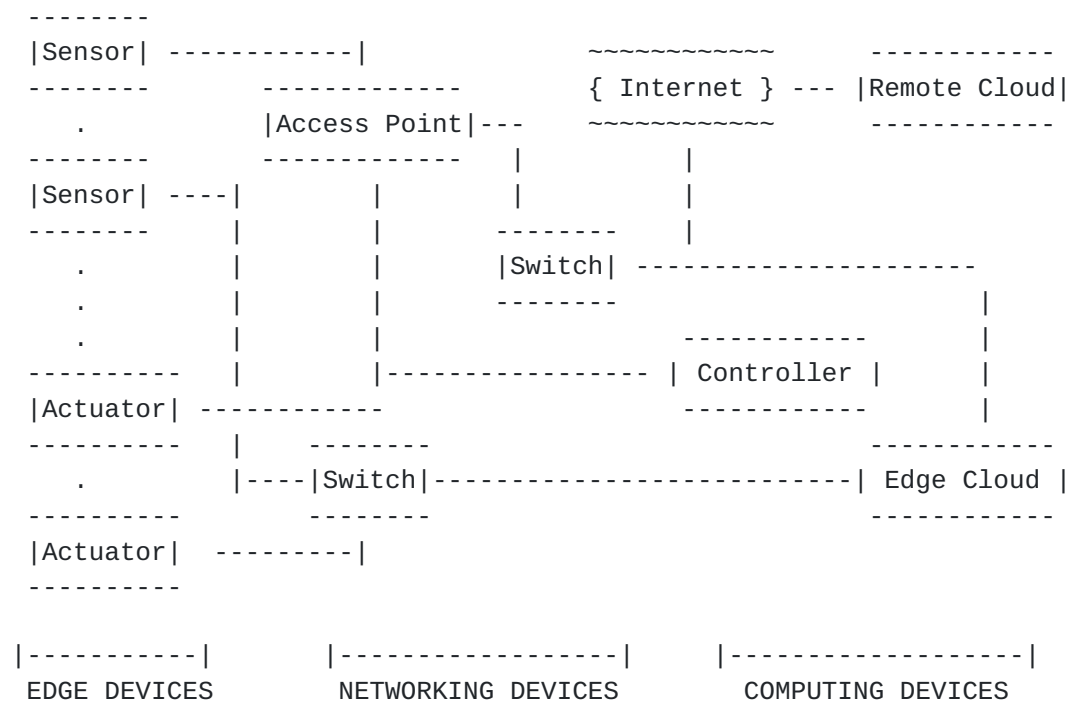 --------
|Sensor| ------------|              ~~~~~~~~~~~~      ------------
--------       -------------        { Internet } --- |Remote Cloud|
   .           |Access Point|---    ~~~~~~~~~~~~      ------------
--------       -------------   |          |
|Sensor| ----|        |        |          |
--------     |        |       --------    |
   .         |        |       |Switch| ----------------------
   .         |        |       --------                       |
   .         |        |                   ------------       |
----------   |        |----------------- | Controller |      |
|Actuator| ------------                   ------------       |
----------   |    --------                            ------------
   .         |----|Switch|---------------------------| Edge Cloud |
----------        --------                            ------------
|Actuator|  ---------|
----------
|-----------|       |------------------|     |-------------------|
EDGE DEVICES        NETWORKING DEVICES        COMPUTING DEVICES